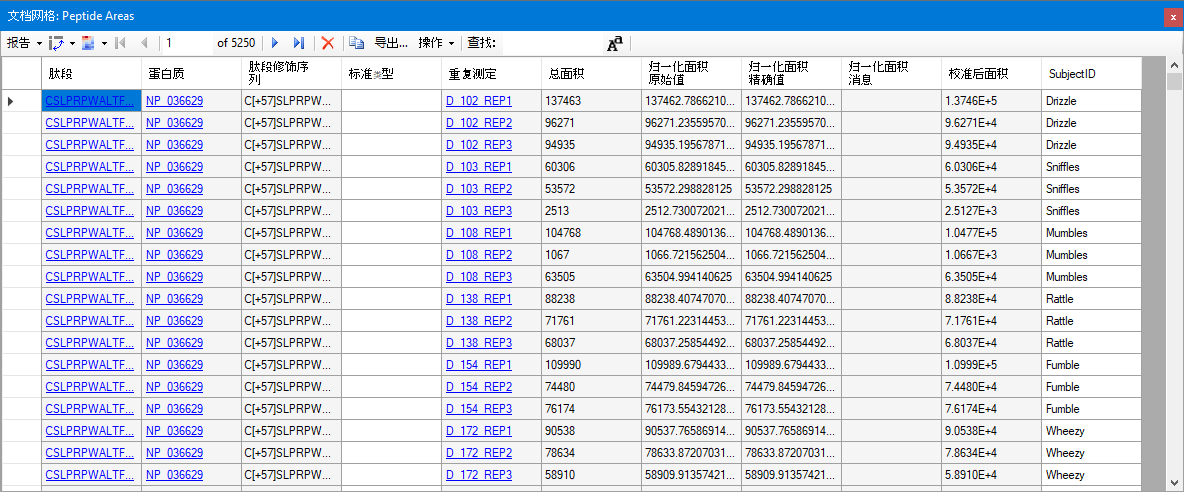 文档网格: Peptide Areas
报告 1 of 5250 导出... 操作 查找:
肽段 蛋白质 肽段修饰序列 标准类型 重复测定 总面积 归一化面积原始值 归一化面积精确值 归一化面积消息 校准后面积 SubjectID
CSLPRPWALTF... NP_036629 C[+57]SLPRPW... D_102_REP1 137463 137462.7866210... 137462.7866210... 1.3746E+5 Drizzle
CSLPRPWALTF... NP_036629 C[+57]SLPRPW... D_102_REP2 96271 96271.23559570... 96271.23559570... 9.6271E+4 Drizzle
CSLPRPWALTF... NP_036629 C[+57]SLPRPW... D_102_REP3 94935 94935.19567871... 94935.19567871... 9.4935E+4 Drizzle
CSLPRPWALTF... NP_036629 C[+57]SLPRPW... D_103_REP1 60306 60305.82891845... 60305.82891845... 6.0306E+4 Sniffles
CSLPRPWALTF... NP_036629 C[+57]SLPRPW... D_103_REP2 53572 53572.298828125 53572.298828125 5.3572E+4 Sniffles
CSLPRPWALTF... NP_036629 C[+57]SLPRPW... D_103_REP3 2513 2512.730072021... 2512.730072021... 2.5127E+3 Sniffles
CSLPRPWALTF... NP_036629 C[+57]SLPRPW... D_108_REP1 104768 104768.4890136... 104768.4890136... 1.0477E+5 Mumbles
CSLPRPWALTF... NP_036629 C[+57]SLPRPW... D_108_REP2 1067 1066.721562504... 1066.721562504... 1.0667E+3 Mumbles
CSLPRPWALTF... NP_036629 C[+57]SLPRPW... D_108_REP3 63505 63504.994140625 63504.994140625 6.3505E+4 Mumbles
CSLPRPWALTF... NP_036629 C[+57]SLPRPW... D_138_REP1 88238 88238.40747070... 88238.40747070... 8.8238E+4 Rattle
CSLPRPWALTF... NP_036629 C[+57]SLPRPW... D_138_REP2 71761 71761.22314453... 71761.22314453... 7.1761E+4 Rattle
CSLPRPWALTF... NP_036629 C[+57]SLPRPW... D_138_REP3 68037 68037.25854492... 68037.25854492... 6.8037E+4 Rattle
CSLPRPWALTF... NP_036629 C[+57]SLPRPW... D_154_REP1 109990 109989.6794433... 109989.6794433... 1.0999E+5 Fumble
CSLPRPWALTF... NP_036629 C[+57]SLPRPW... D_154_REP2 74480 74479.84594726... 74479.84594726... 7.4480E+4 Fumble
CSLPRPWALTF... NP_036629 C[+57]SLPRPW... D_154_REP3 76174 76173.55432128... 76173.55432128... 7.6174E+4 Fumble
CSLPRPWALTF... NP_036629 C[+57]SLPRPW... D_172_REP1 90538 90537.76586914... 90537.76586914... 9.0538E+4 Wheezy
CSLPRPWALTF... NP_036629 C[+57]SLPRPW... D_172_REP2 78634 78633.87207031... 78633.87207031... 7.8634E+4 Wheezy
CSLPRPWALTF... NP_036629 C[+57]SLPRPW... D_172_REP3 58910 58909.91357421... 58909.91357421... 5.8910E+4 Wheezy